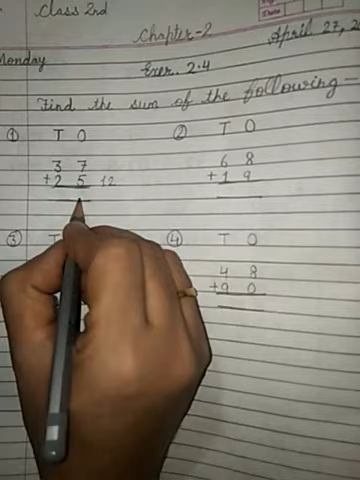 Class 2nd
Chapter-2
April 27, 2
Monday
Exer. 2.4
Find the sum of the following-
① T O
3 7
+2 5 12
② T O
6 8
+1 9
③ T
④ T O
4 8
+9 0